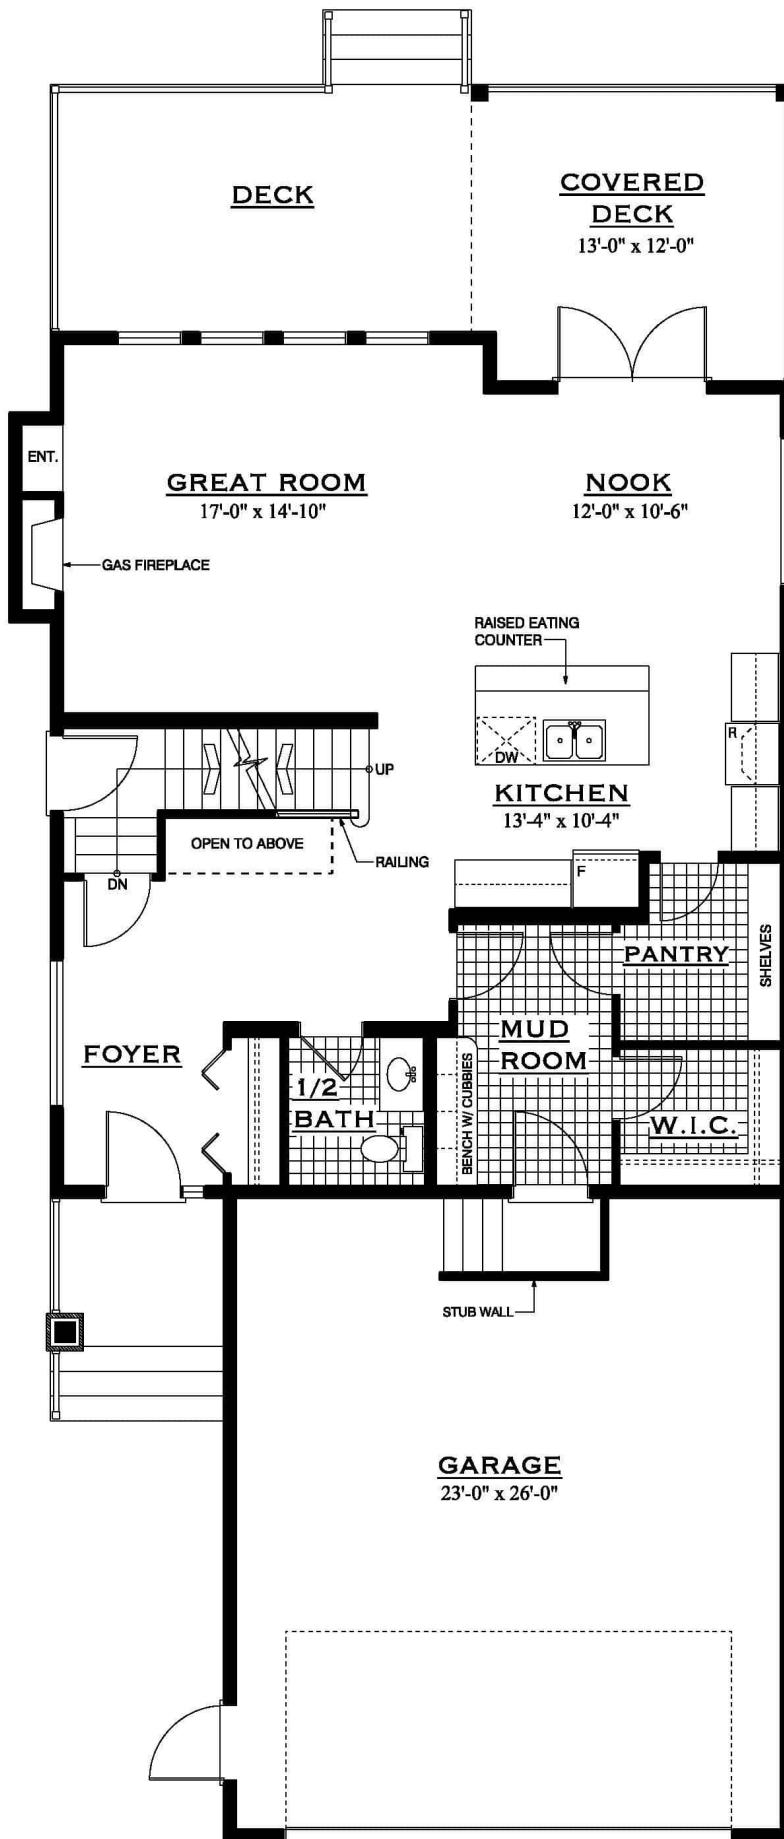 DECK
COVERED
DECK
13'-0" x 12'-0"
ENT.
GREAT ROOM
17'-0" x 14'-10"
NOOK
12'-0" x 10'-6"
GAS FIREPLACE
RAISED EATING
COUNTER
R
DW
UP
KITCHEN
13'-4" x 10'-4"
OPEN TO ABOVE
RAILING
F
DN
PANTRY
SHELVES
MUD
ROOM
FOYER
1/2
BATH
BENCH W/ CUBBIES
W.I.C.
STUB WALL
GARAGE
23'-0" x 26'-0"